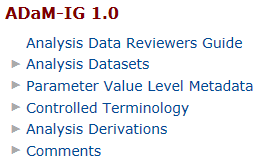 ADaM-IG 1.0
Analysis Data Reviewers Guide
Analysis Datasets
Parameter Value Level Metadata
Controlled Terminology
Analysis Derivations
Comments